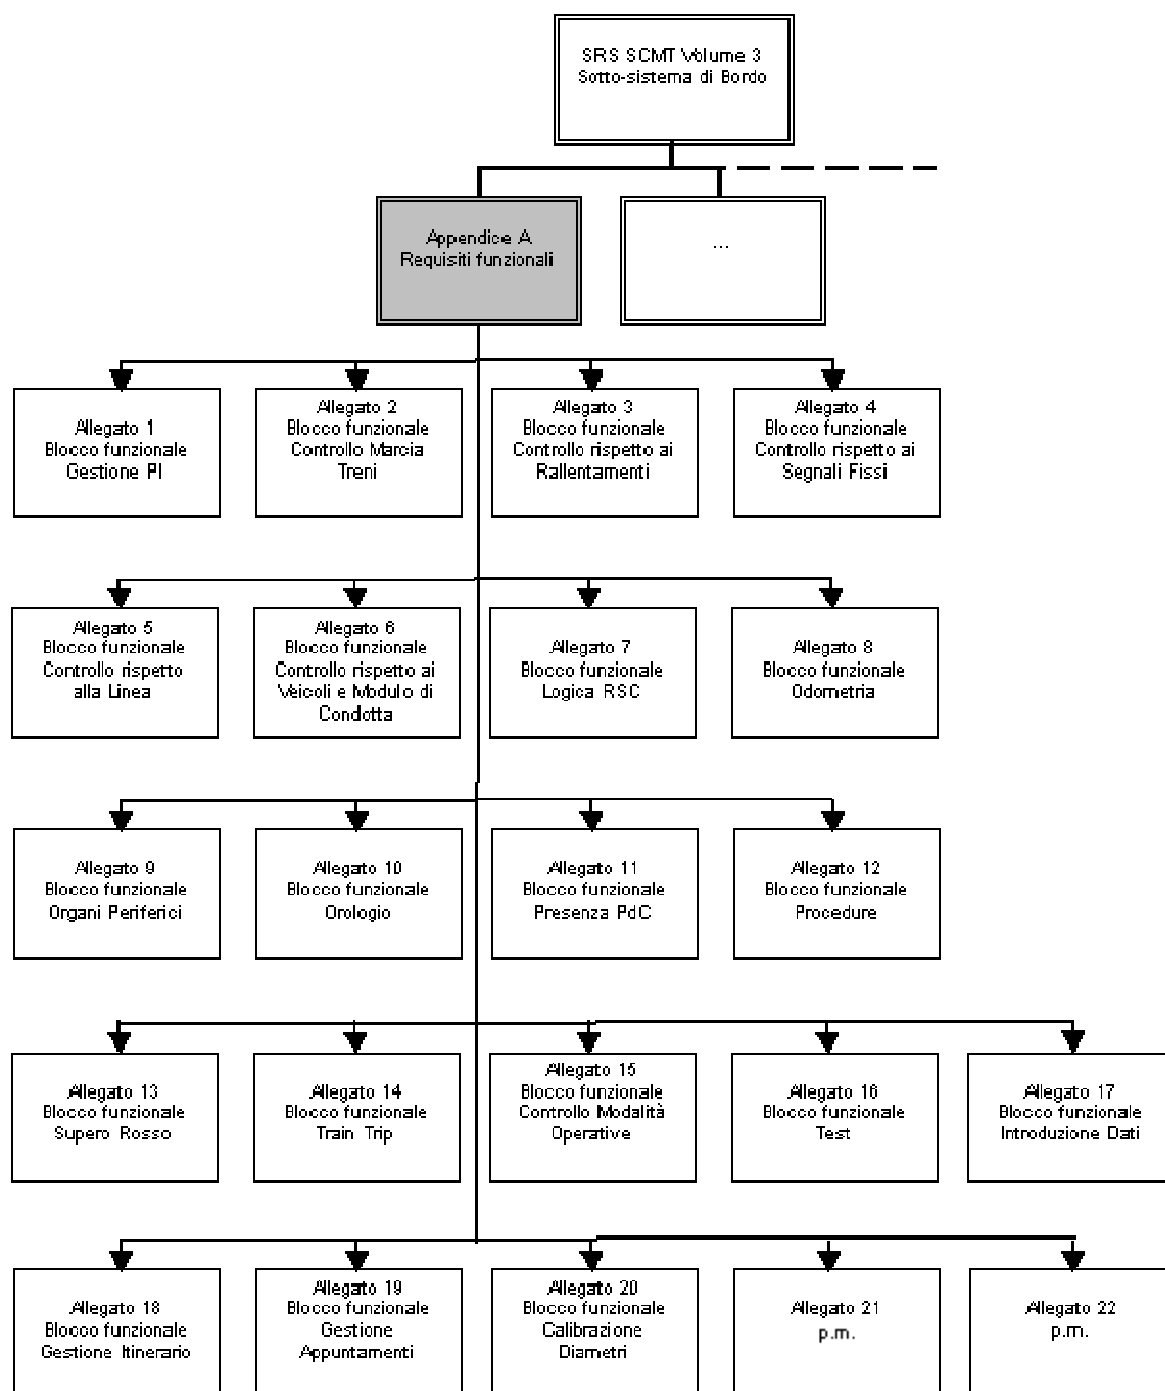 SRS SCMT Volume 3
Sotto-sistema di Bordo
Appendice A
Requisiti funzionali
...
Allegato 1
Blocco funzionale
Gestione PI
Allegato 2
Blocco funzionale
Controllo Marcia
Treni
Allegato 3
Blocco funzionale
Controllo rispetto ai
Rallentamenti
Allegato 4
Blocco funzionale
Controllo rispetto ai
Segnali Fissi
Allegato 5
Blocco funzionale
Controllo rispetto
alla Linea
Allegato 6
Blocco funzionale
Controllo rispetto ai
Veicoli e Modulo di
Condotta
Allegato 7
Blocco funzionale
Logica RSC
Allegato 8
Blocco funzionale
Odometria
Allegato 9
Blocco funzionale
Organi Periferici
Allegato 10
Blocco funzionale
Orologio
Allegato 11
Blocco funzionale
Presenza PdC
Allegato 12
Blocco funzionale
Procedure
Allegato 13
Blocco funzionale
Supero Rosso
Allegato 14
Blocco funzionale
Train Trip
Allegato 15
Blocco funzionale
Controllo Modalità
Operative
Allegato 16
Blocco funzionale
Test
Allegato 17
Blocco funzionale
Introduzione Dati
Allegato 18
Blocco funzionale
Gestione Itinerario
Allegato 19
Blocco funzionale
Gestione
Appuntamenti
Allegato 20
Blocco funzionale
Calibrazione
Diametri
Allegato 21
p.m.
Allegato 22
p.m.